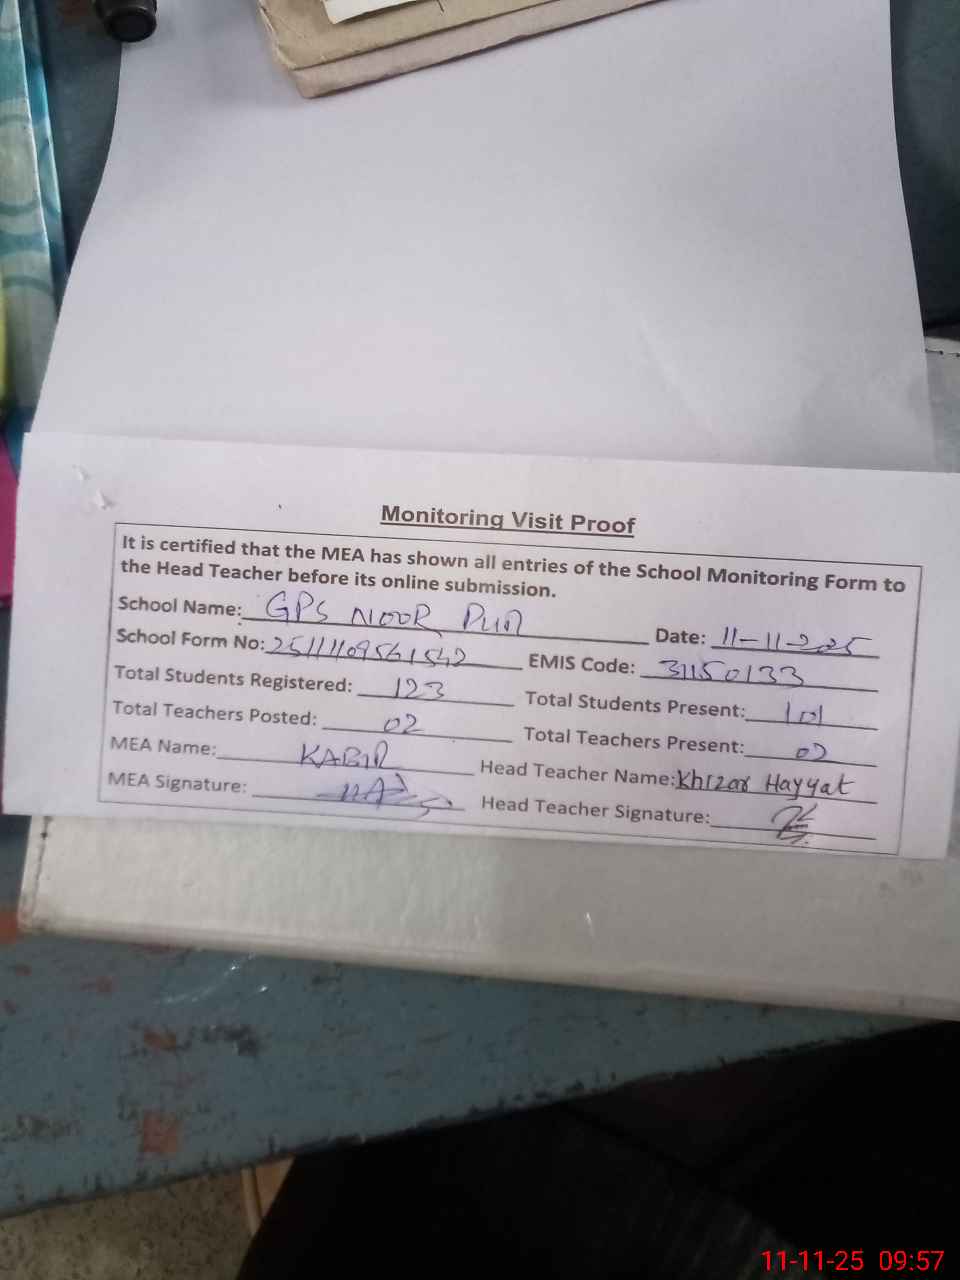 Monitoring Visit Proof
It is certified that the MEA has shown all entries of the School Monitoring Form to
the Head Teacher before its online submission.
School Name: GPS NOOR PUR Date: 11-11-2025
School Form No: 2511109561542 EMIS Code: 31150133
Total Students Registered: 123 Total Students Present: 101
Total Teachers Posted: 02 Total Teachers Present: 02
MEA Name: KABIR Head Teacher Name: Khizar Hayyat
MEA Signature: Head Teacher Signature:
11-11-25 09:57